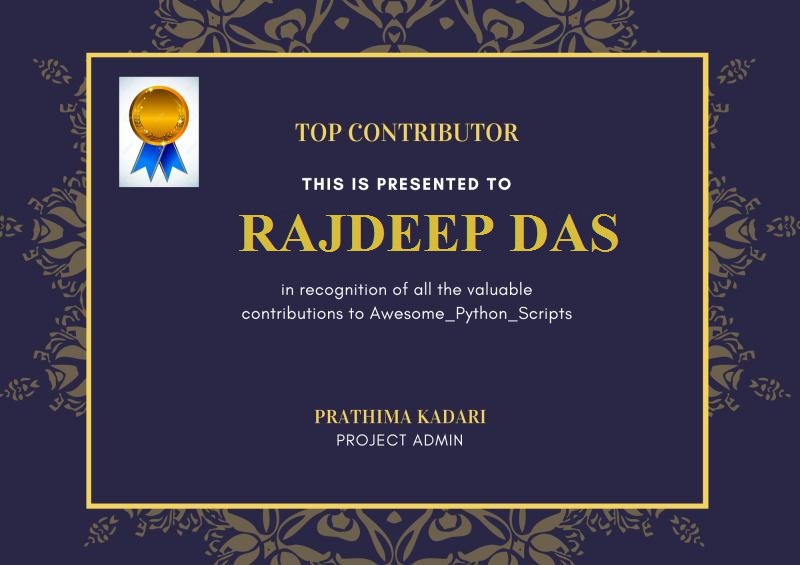 TOP CONTRIBUTOR
THIS IS PRESENTED TO
RAJDEEP DAS
in recognition of all the valuable
contributions to Awesome_Python_Scripts
PRATHIMA KADARI
PROJECT ADMIN